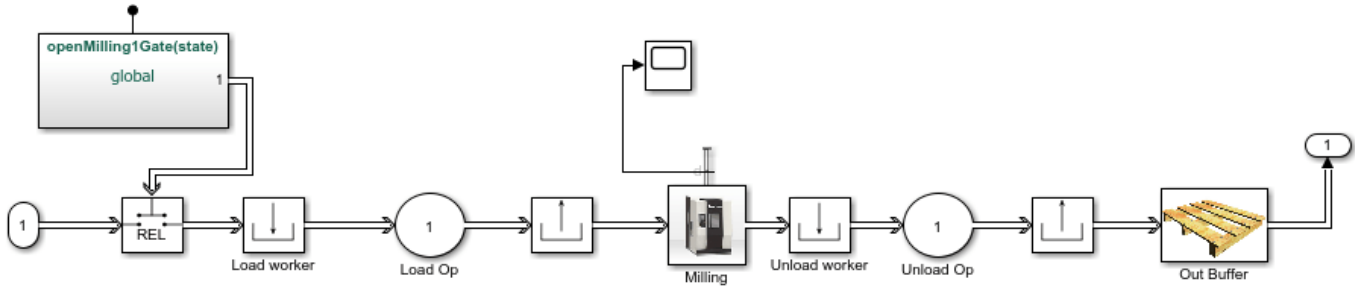 openMilling1Gate(state)
global
1
1
1
REL
1
1
d
Load worker
Load Op
Milling
Unload worker
Unload Op
Out Buffer